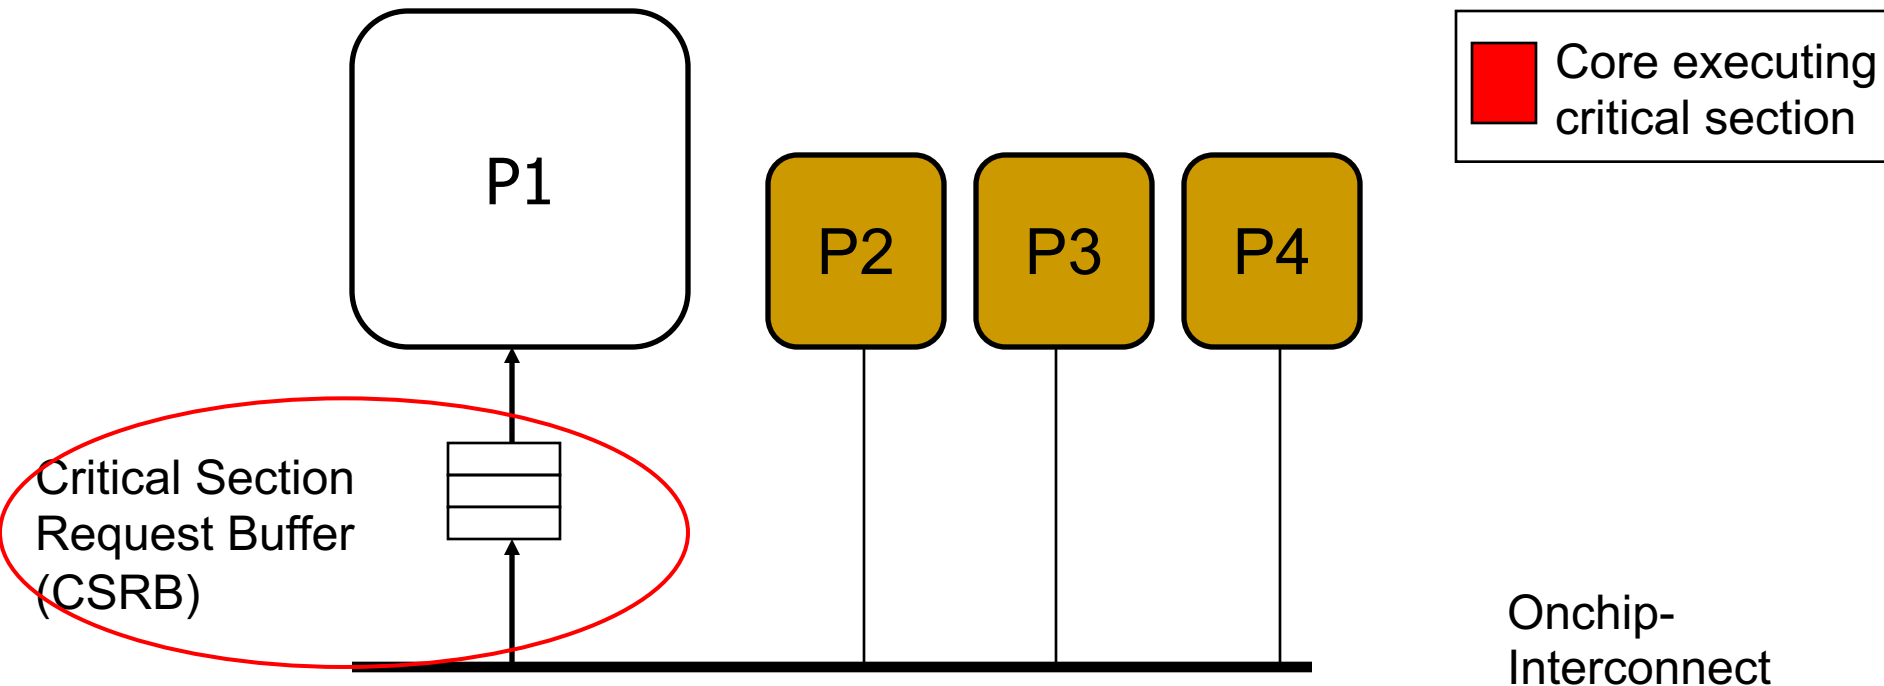 Core executing
critical section
P1
P2
P3
P4
Critical Section
Request Buffer
(CSRB)
Onchip-
Interconnect